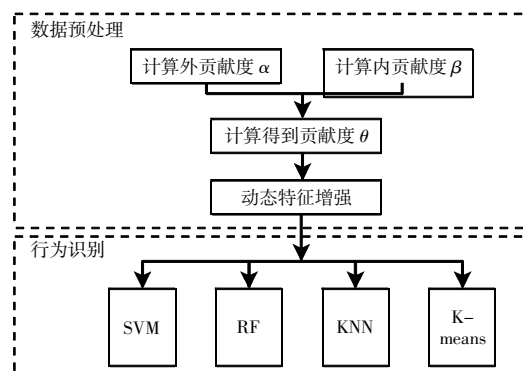 数据预处理
计算外贡献度 α
计算内贡献度 β
计算得到贡献度 θ
动态特征增强
行为识别
SVM
RF
KNN
K-
means